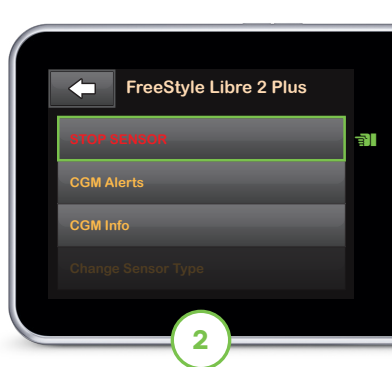 FreeStyle Libre 2 Plus
STOP SENSOR
CGM Alerts
CGM Info
Change Sensor Type
2